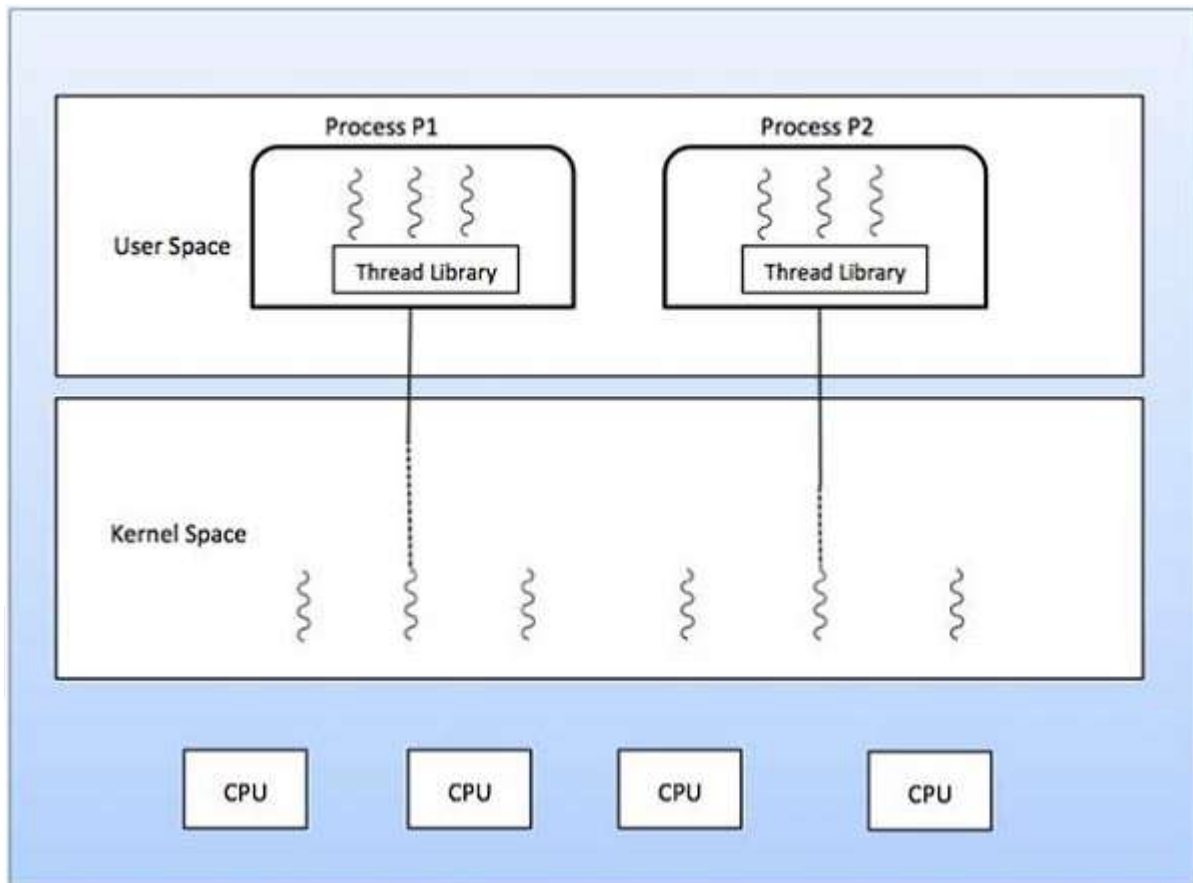 Process P1
Process P2
User Space
Thread Library
Thread Library
Kernel Space
CPU
CPU
CPU
CPU